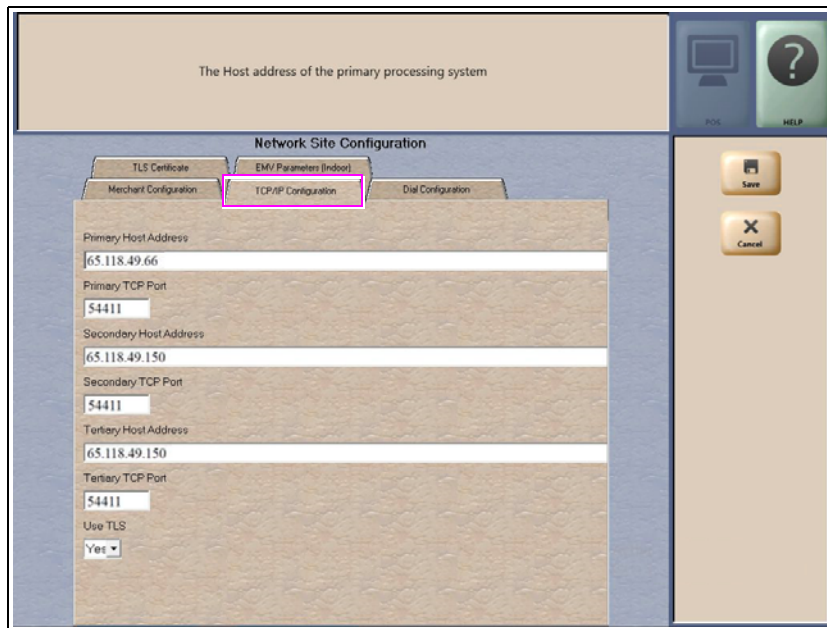 The Host address of the primary processing system
POS
HELP
Network Site Configuration
TLS Certificate
EMV Parameters (Indoor)
Merchant Configuration
TCP/IP Configuration
Dial Configuration
Save
Cancel
Primary Host Address
65.118.49.66
Primary TCP Port
54411
Secondary Host Address
65.118.49.150
Secondary TCP Port
54411
Tertiary Host Address
65.118.49.150
Tertiary TCP Port
54411
Use TLS
Yes